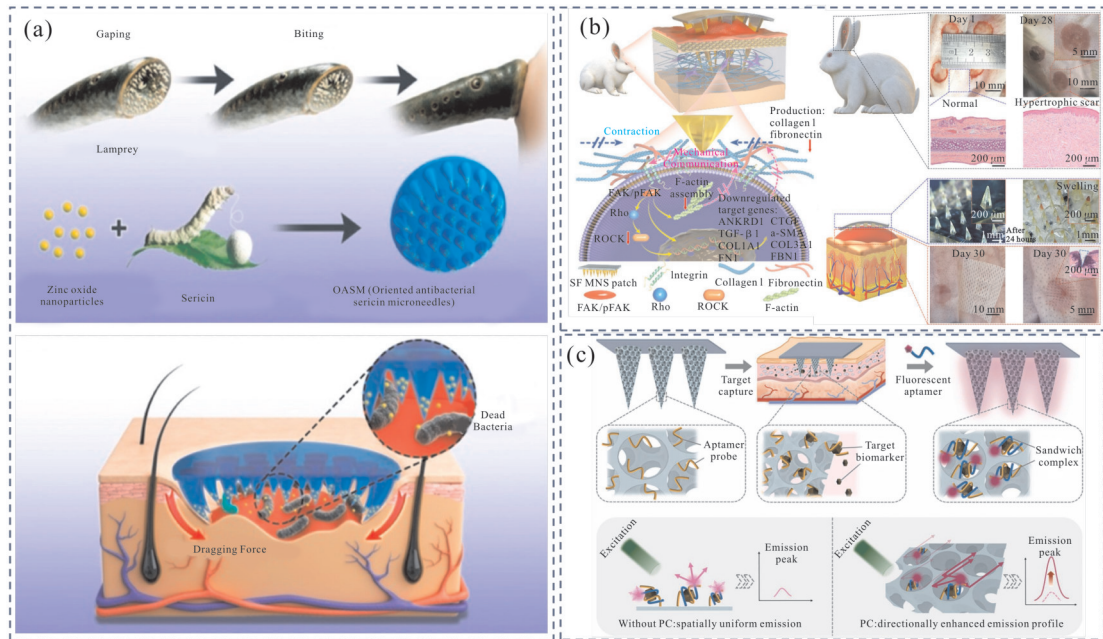 (a)
Gaping
Biting
Lamprey
Zinc oxide
nanoparticles
Sericin
OASM (Oriented antibacterial
sericin microneedles)
Dead
Bacteria
Dragging Force
(b)
Contraction
Production:
collagen I
fibronectin
Mechanical
Communication
FAK/pFAK
F-actin
assembly
Rho
ROCK
Downregulated
target genes:
ANKRD1 CTGF
TGF-β1 a-SMA
COL1A1 COL3A1
FN1 FBN1
SF MNS patch
Integrin
Collagen I
Fibronectin
FAK/pFAK
Rho
ROCK
F-actin
Day 1
1 2 3
10 mm
Day 28
5 mm
10 mm
Normal
Hypertrophic scar
200 μm
200 μm
200 μm
1mm
After
24 hours
Swelling
200 μm
1mm
Day 30
10 mm
Day 30
200 μm
5 mm
(c)
Target
capture
Fluorescent
aptamer
Aptamer
probe
Target
biomarker
Sandwich
complex
Excitation
Emission
peak
Without PC:spatially uniform emission
Excitation
Emission
peak
PC:directionally enhanced emission profile